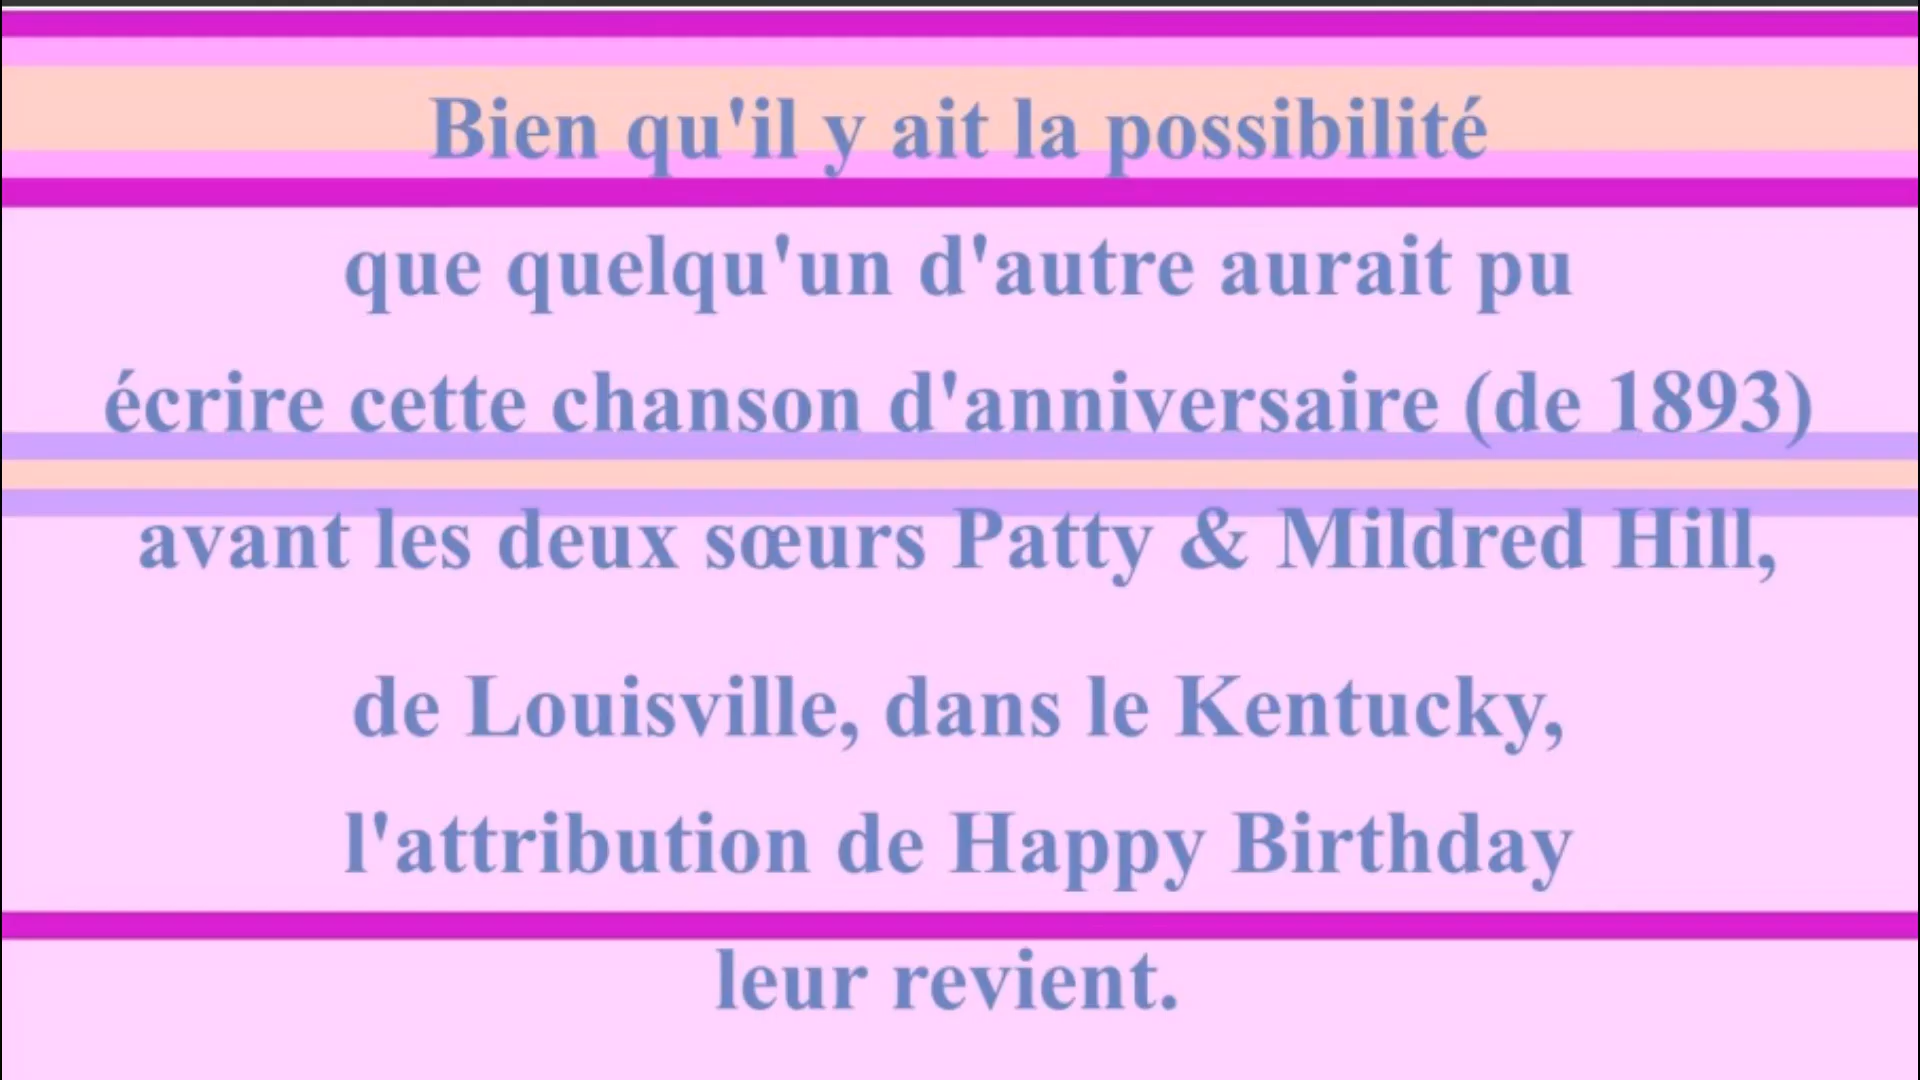 Bien qu'il y ait la possibilité
que quelqu'un d'autre aurait pu
écrire cette chanson d'anniversaire (de 1893)
avant les deux sœurs Patty & Mildred Hill,
de Louisville, dans le Kentucky,
l'attribution de Happy Birthday
leur revient.